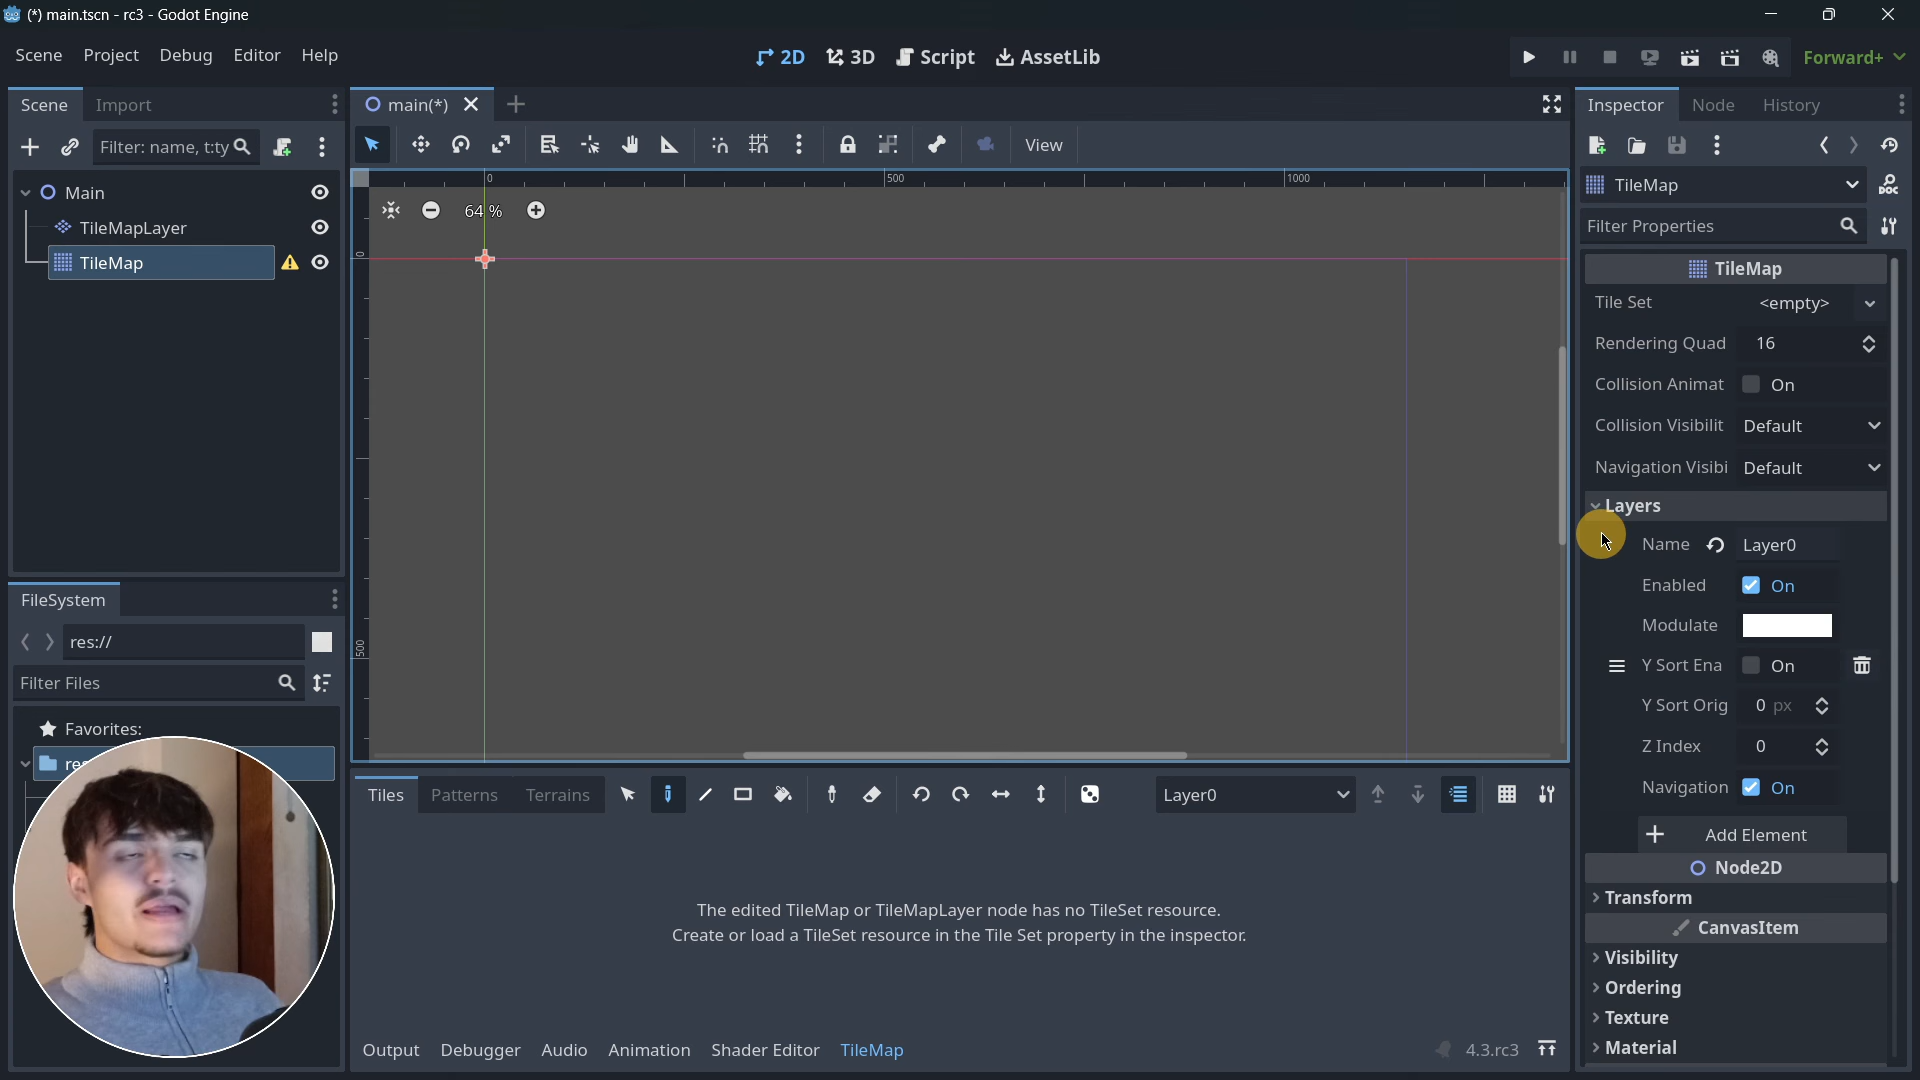 (*) main.tscn - rc3 - Godot Engine
Scene Project Debug Editor Help
2D 3D Script AssetLib
Forward+
Scene Import
Filter: name, t:ty
Main
TileMapLayer
TileMap
FileSystem
res://
Filter Files
Favorites:
main(*)
View
0 500 1000
64 %
0
500
Tiles Patterns Terrains
Layer0
The edited TileMap or TileMapLayer node has no TileSet resource.
Create or load a TileSet resource in the Tile Set property in the inspector.
Output Debugger Audio Animation Shader Editor TileMap
4.3.rc3
Inspector Node History
TileMap
DOC
Filter Properties
TileMap
Tile Set <empty>
Rendering Quad 16
Collision Animat On
Collision Visibilit Default
Navigation Visibi Default
Layers
Name Layer0
Enabled On
Modulate
Y Sort Ena On
Y Sort Orig 0 px
Z Index 0
Navigation On
Add Element
Node2D
Transform
CanvasItem
Visibility
Ordering
Texture
Material